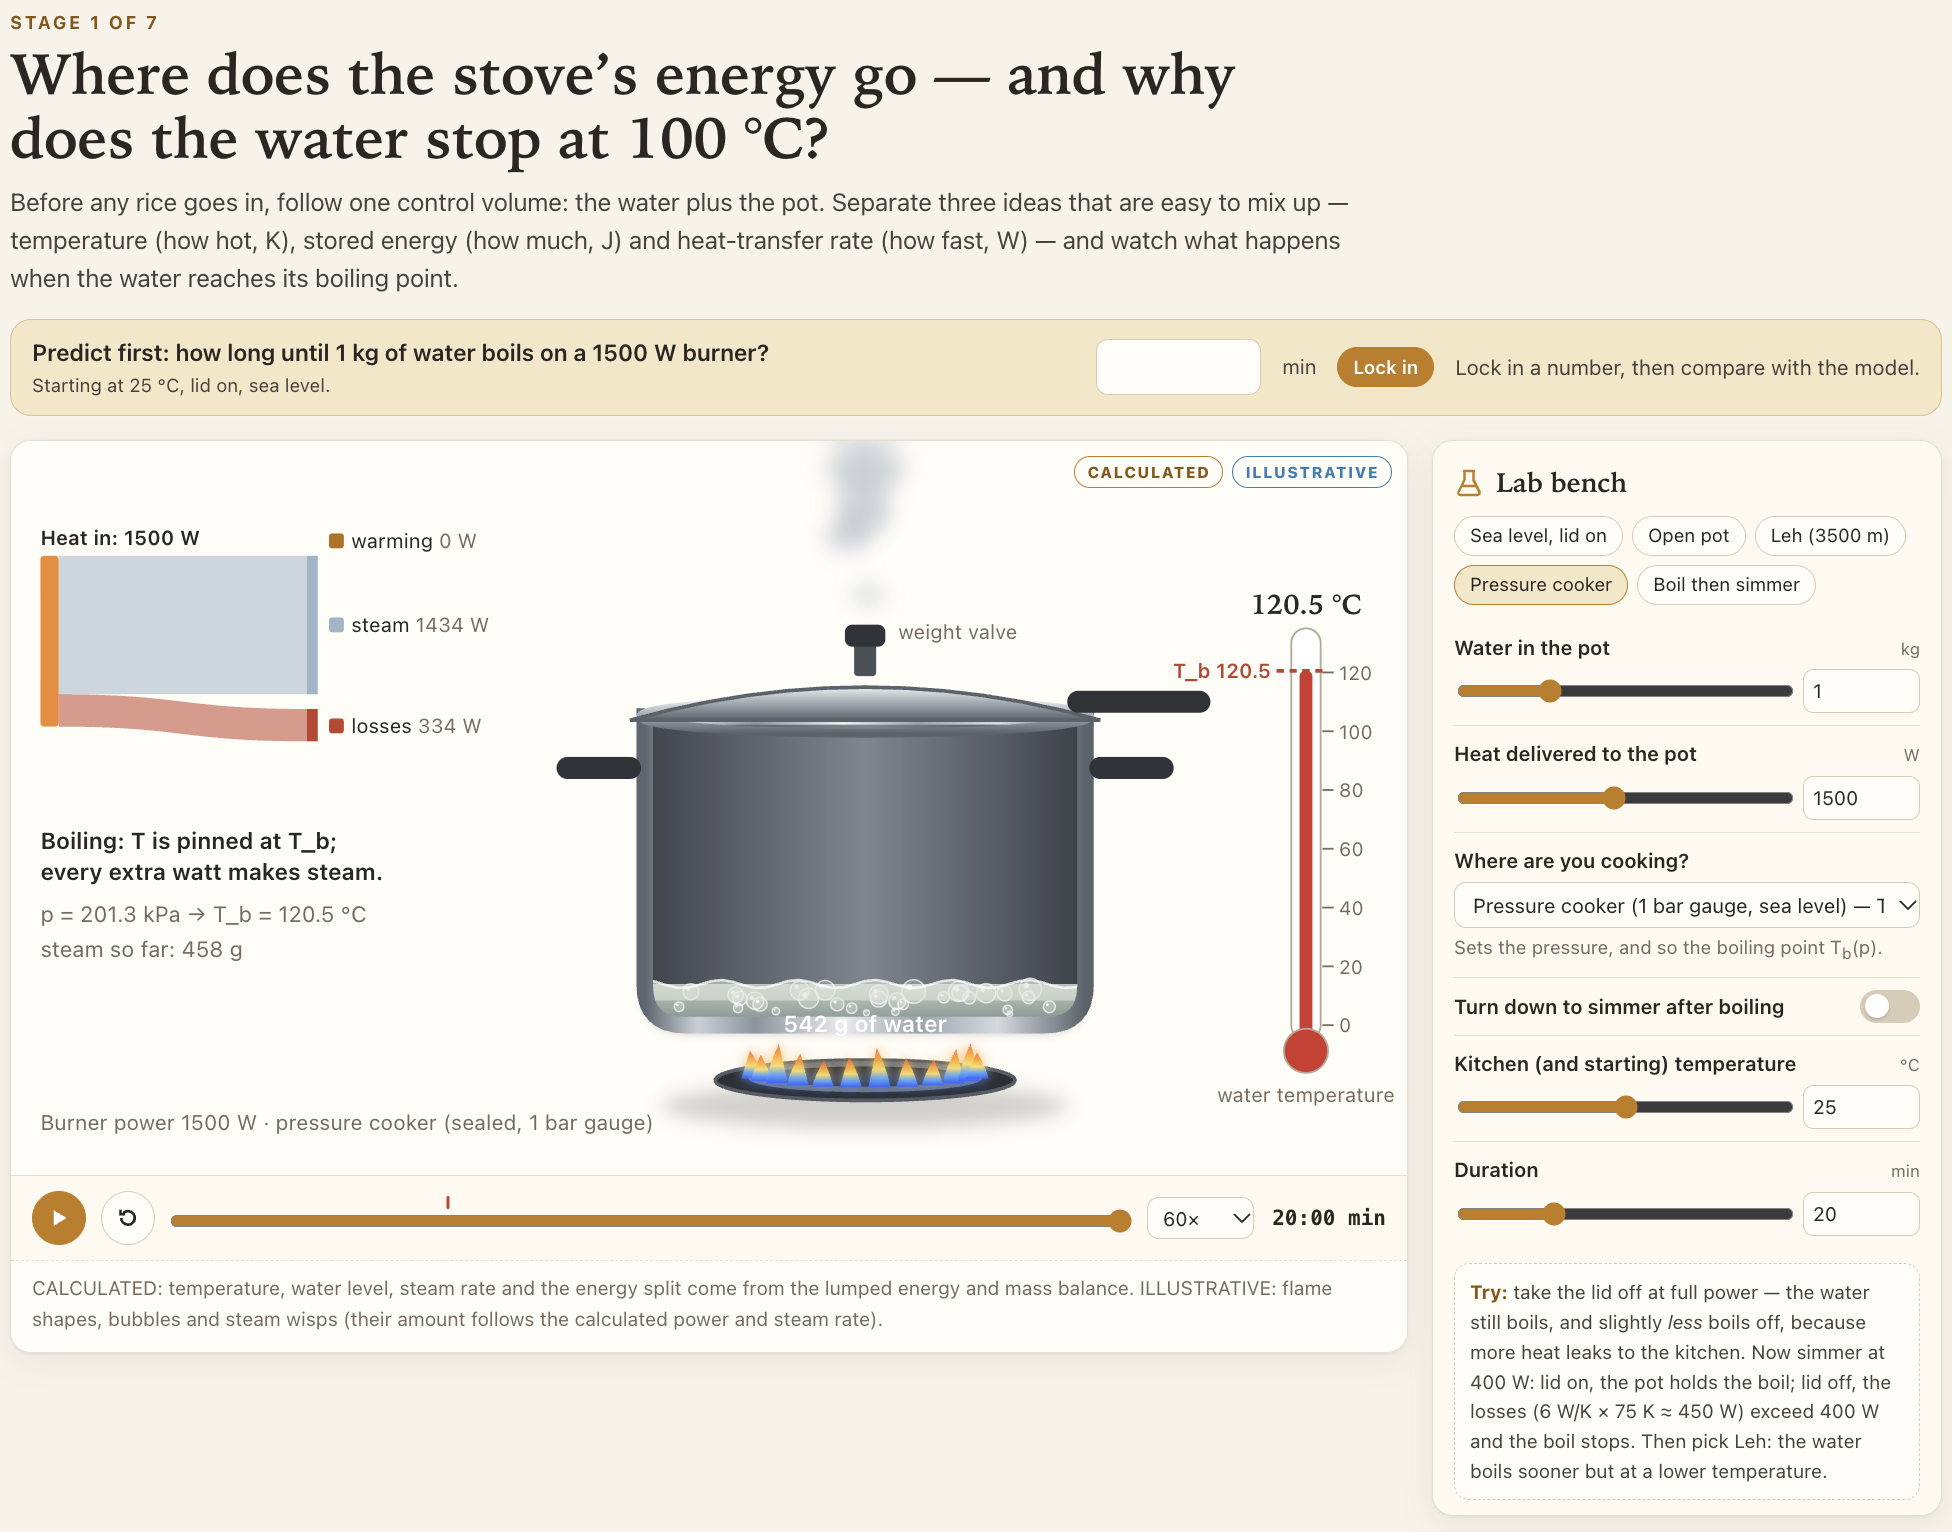 STAGE 1 OF 7
Where does the stove’s energy go — and why
does the water stop at 100 °C?
Before any rice goes in, follow one control volume: the water plus the pot. Separate three ideas that are easy to mix up —
temperature (how hot, K), stored energy (how much, J) and heat-transfer rate (how fast, W) — and watch what happens
when the water reaches its boiling point.
Predict first: how long until 1 kg of water boils on a 1500 W burner?
Starting at 25 °C, lid on, sea level.
min
Lock in
Lock in a number, then compare with the model.
CALCULATED
ILLUSTRATIVE
Heat in: 1500 W
warming 0 W
steam 1434 W
losses 334 W
Boiling: T is pinned at T_b;
every extra watt makes steam.
p = 201.3 kPa → T_b = 120.5 °C
steam so far: 458 g
weight valve
542 g of water
120.5 °C
T_b 120.5
120
100
80
60
40
20
0
water temperature
Burner power 1500 W · pressure cooker (sealed, 1 bar gauge)
60×
20:00 min
CALCULATED: temperature, water level, steam rate and the energy split come from the lumped energy and mass balance. ILLUSTRATIVE: flame
shapes, bubbles and steam wisps (their amount follows the calculated power and steam rate).
Lab bench
Sea level, lid on
Open pot
Leh (3500 m)
Pressure cooker
Boil then simmer
Water in the pot
kg
1
Heat delivered to the pot
W
1500
Where are you cooking?
Pressure cooker (1 bar gauge, sea level) —
Sets the pressure, and so the boiling point Tb(p).
Turn down to simmer after boiling
Kitchen (and starting) temperature
°C
25
Duration
min
20
Try: take the lid off at full power — the water
still boils, and slightly less boils off, because
more heat leaks to the kitchen. Now simmer at
400 W: lid on, the pot holds the boil; lid off, the
losses (6 W/K × 75 K ≈ 450 W) exceed 400 W
and the boil stops. Then pick Leh: the water
boils sooner but at a lower temperature.